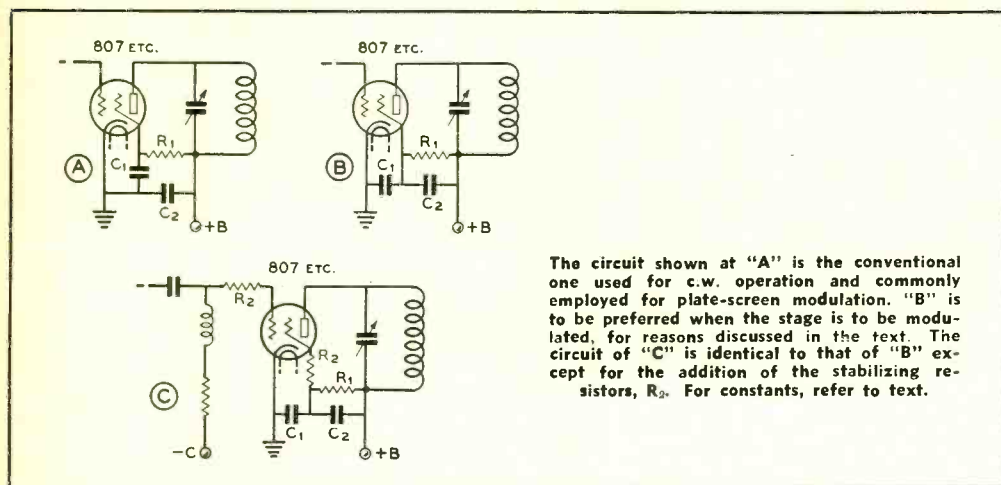 807 ETC.
807 ETC.
R1
R1
A
C1
B
C1
C2
C2
+B
+B
807 ETC.
R2
R2
R1
C
C1
C2
-C
+B
The circuit shown at "A" is the conventional
one used for c.w. operation and commonly
employed for plate-screen modulation. "B" is
to be preferred when the stage is to be modu-
lated, for reasons discussed in the text. The
circuit of "C" is identical to that of "B" ex-
cept for the addition of the stabilizing re-
sistors, R2. For constants, refer to text.